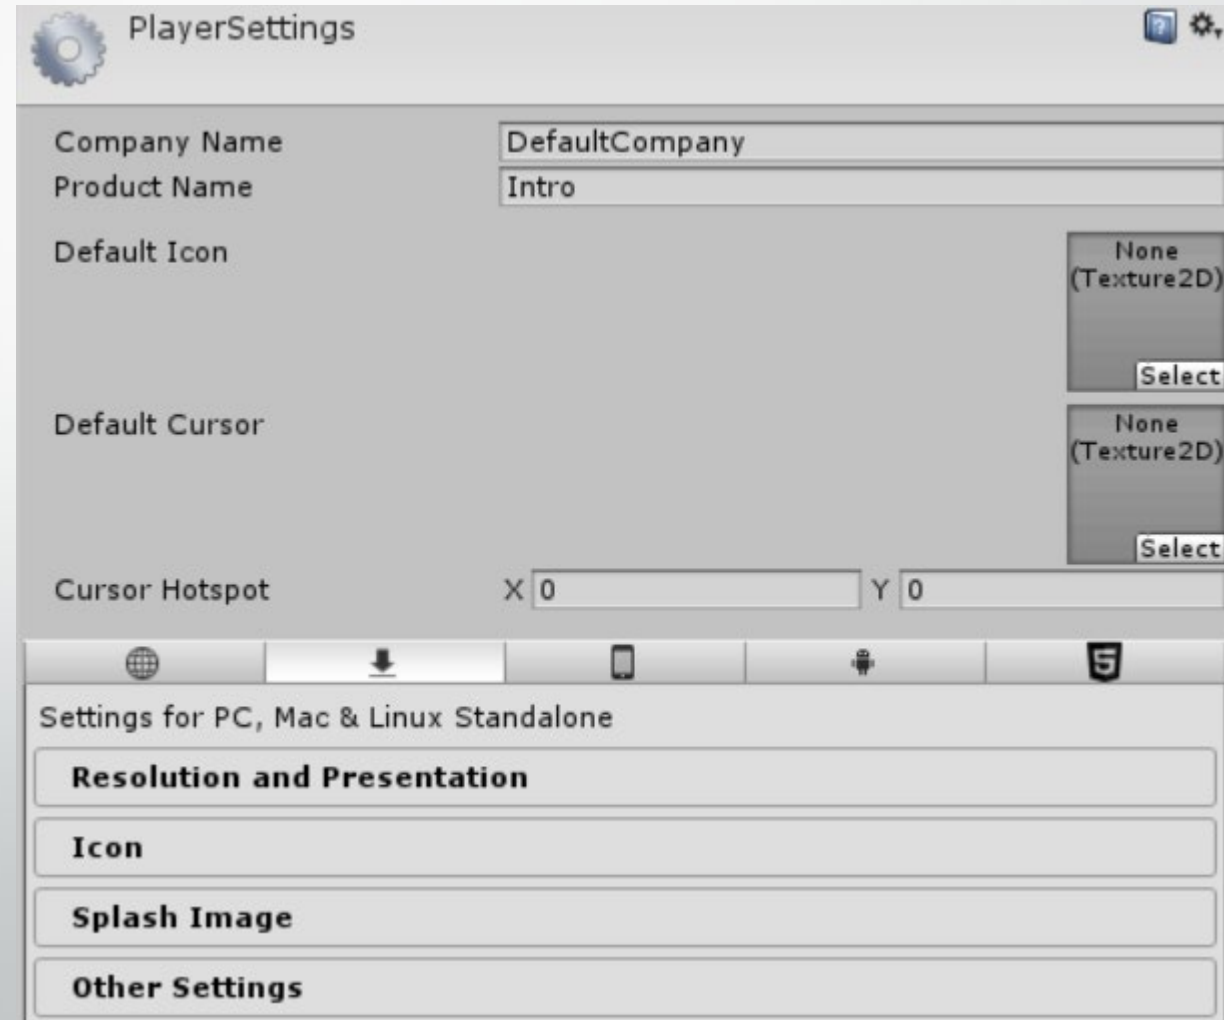 PlayerSettings
Company Name DefaultCompany
Product Name Intro
Default Icon None
(Texture2D)
Select
Default Cursor None
(Texture2D)
Select
Cursor Hotspot X 0 Y 0
Settings for PC, Mac & Linux Standalone
Resolution and Presentation
Icon
Splash Image
Other Settings